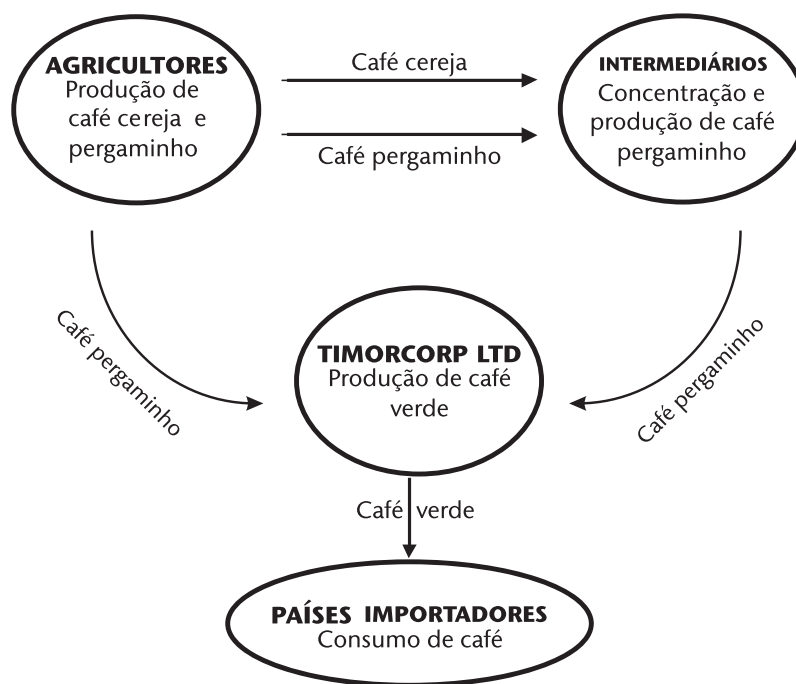 AGRICULTORES
Produção de
café cereja e
pergaminho
Café cereja
Café pergaminho
INTERMEDIÁRIOS
Concentração e
produção de café
pergaminho
Café pergaminho
Café pergaminho
TIMORCORP LTD
Produção de café
verde
Café verde
PAÍSES IMPORTADORES
Consumo de café